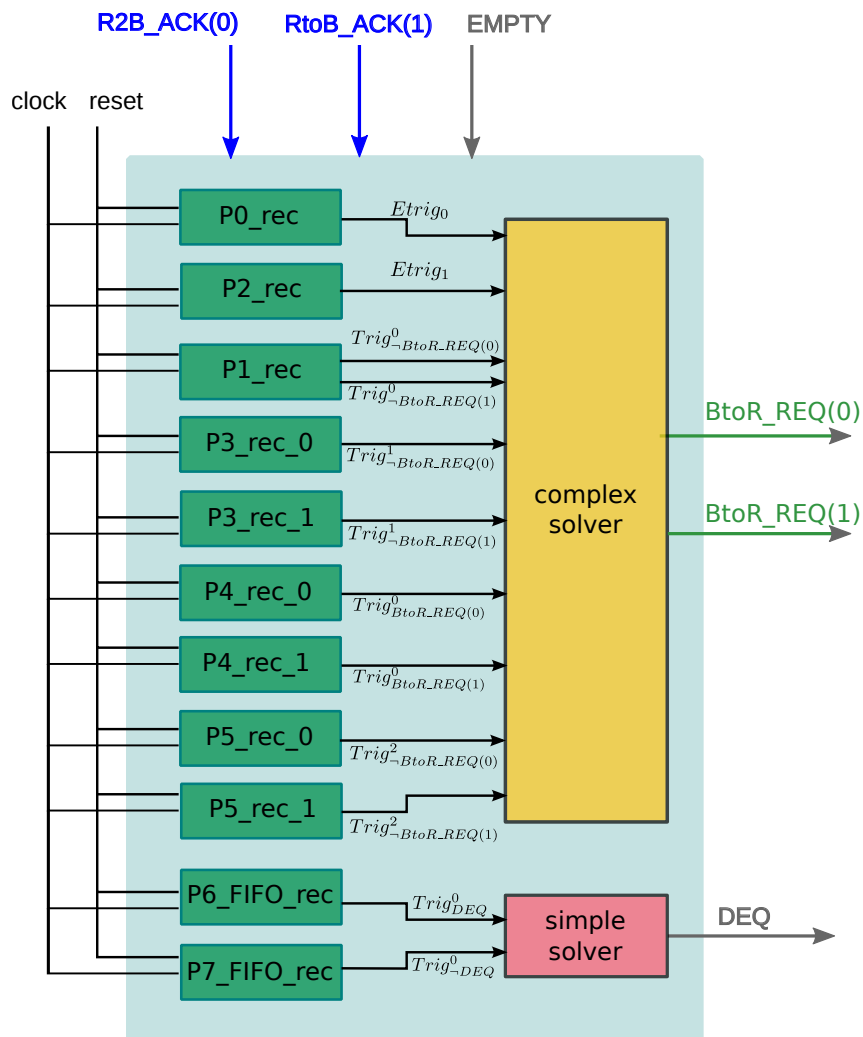 R2B_ACK(0) RtoB_ACK(1) EMPTY
clock reset
P0_rec
Etrig₀
P2_rec
Etrig₁
P1_rec
Trig⁰¬BtoR_REQ(0)
Trig⁰¬BtoR_REQ(1)
P3_rec_0
Trig¹¬BtoR_REQ(0)
P3_rec_1
Trig¹¬BtoR_REQ(1)
P4_rec_0
Trig⁰BtoR_REQ(0)
P4_rec_1
Trig⁰BtoR_REQ(1)
P5_rec_0
Trig²¬BtoR_REQ(0)
P5_rec_1
Trig²¬BtoR_REQ(1)
complex
solver
BtoR_REQ(0)
BtoR_REQ(1)
P6_FIFO_rec
Trig⁰DEQ
P7_FIFO_rec
Trig⁰¬DEQ
simple
solver
DEQ